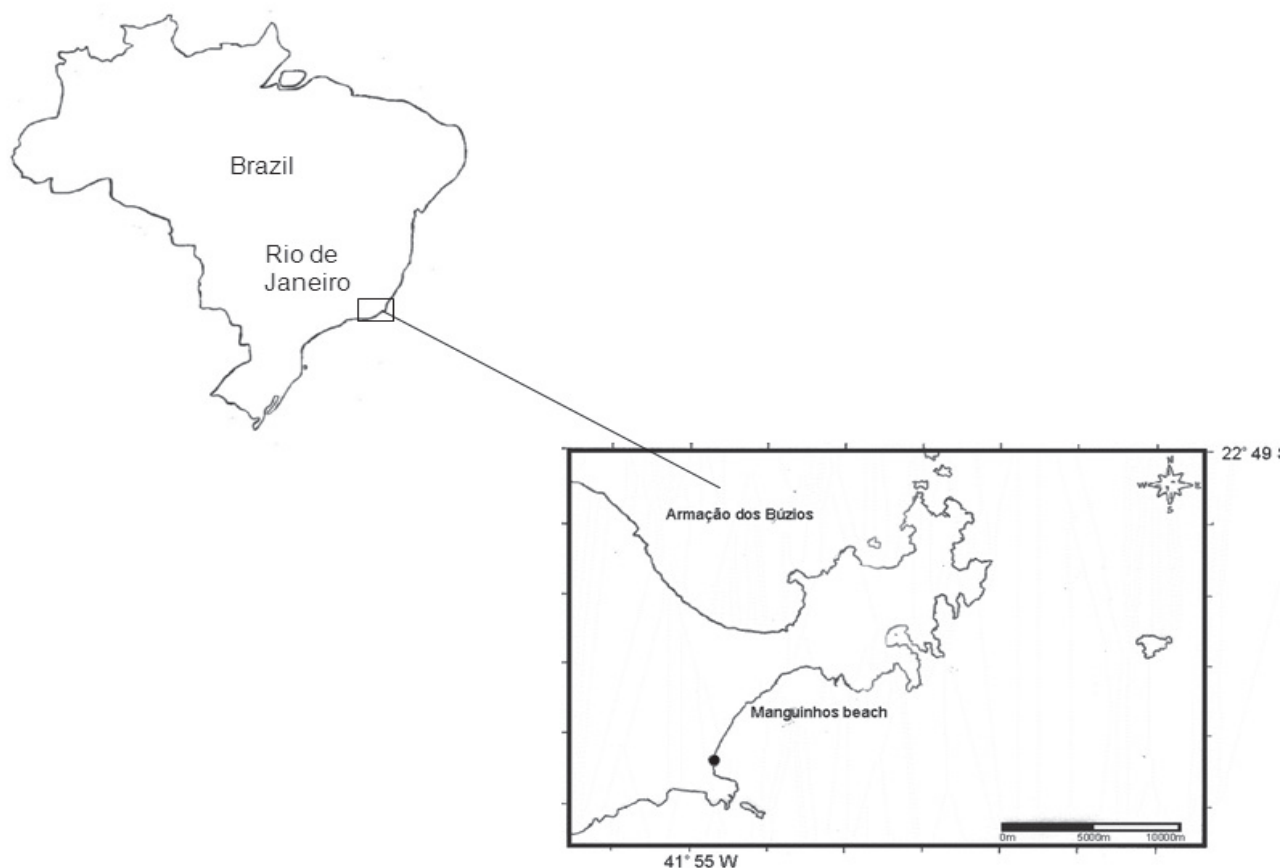 Brazil
Rio de
Janeiro
22° 49 S
N
W E
S
Armação dos Búzios
Manguinhos beach
0m 5000m 10000m
41° 55 W